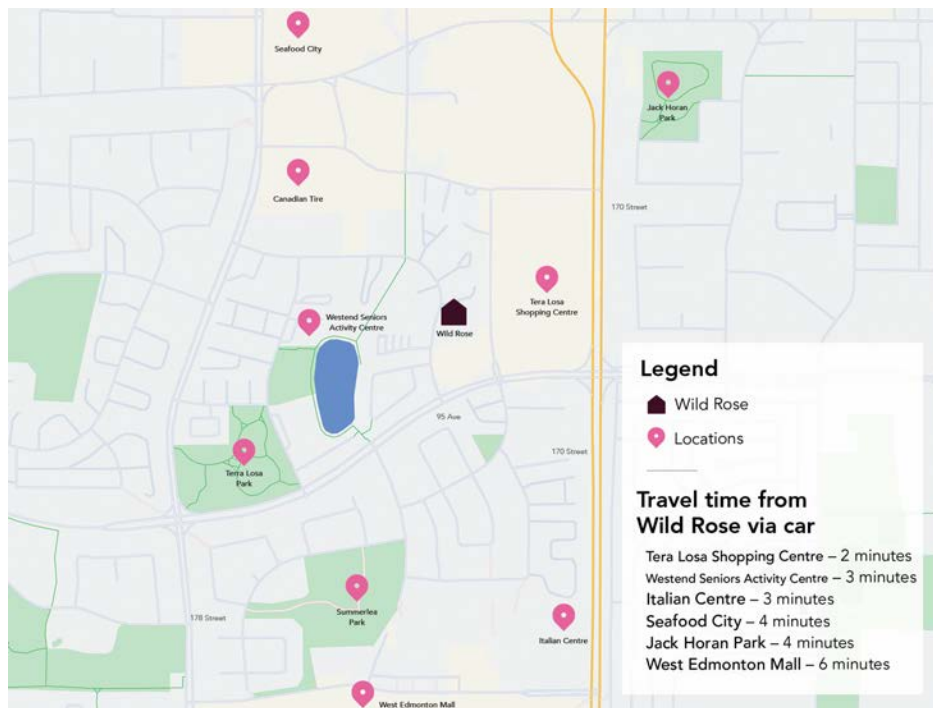 Seafood City
Jack Horan
Park
Canadian Tire
170 Street
Tera Losa
Shopping Centre
Westend Seniors
Activity Centre
Wild Rose
95 Ave
170 Street
Terra Losa
Park
Summerlea
Park
178 Street
Italian Centre
West Edmonton Mall
Legend
Wild Rose
Locations
Travel time from
Wild Rose via car
Tera Losa Shopping Centre – 2 minutes
Westend Seniors Activity Centre – 3 minutes
Italian Centre – 3 minutes
Seafood City – 4 minutes
Jack Horan Park – 4 minutes
West Edmonton Mall – 6 minutes